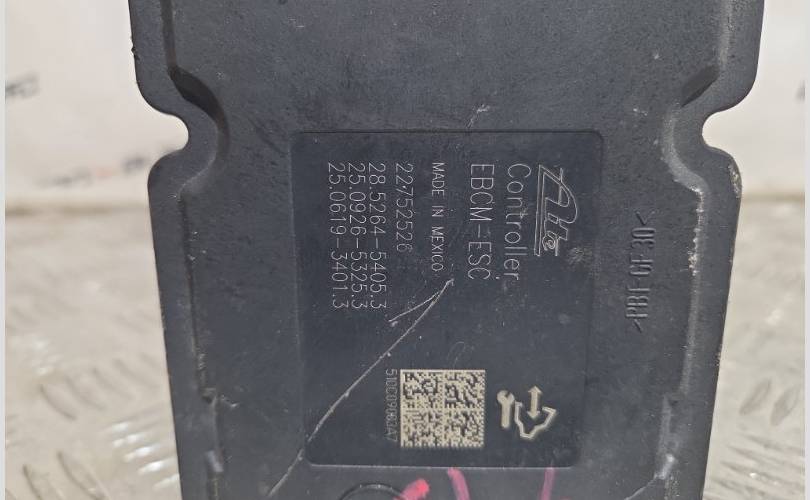 Ate
Controller
EBCM-ESC
MADE IN MEXICO
22752526
28.5264-5405.3
25.0926-5325.3
25.0619-3401.3
>PBT-GF30<